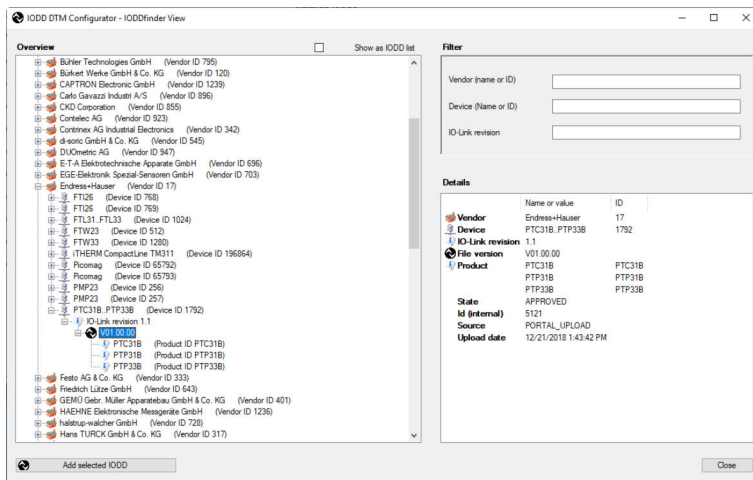 IODD DTM Configurator - IODDfinder View
Overview
Show as IODD list
Bühler Technologies GmbH (Vendor ID 795)
Bürkert Werke GmbH & Co. KG (Vendor ID 120)
CAPTRON Electronic GmbH (Vendor ID 1239)
Carlo Gavazzi Industri A/S (Vendor ID 896)
CKD Corporation (Vendor ID 855)
Contelec AG (Vendor ID 923)
Contrinex AG Industrial Electronics (Vendor ID 342)
di-soric GmbH & Co. KG (Vendor ID 545)
DUOmetric AG (Vendor ID 947)
E-T-A Elektrotechnische Apparate GmbH (Vendor ID 696)
EGE-Elektronik Spezial-Sensoren GmbH (Vendor ID 703)
Endress+Hauser (Vendor ID 17)
FTI26 (Device ID 768)
FTI26 (Device ID 769)
FTL31..FTL33 (Device ID 1024)
FTW23 (Device ID 512)
FTW33 (Device ID 1280)
iTHERM CompactLine TM311 (Device ID 196864)
Picomag (Device ID 65792)
Picomag (Device ID 65793)
PMP23 (Device ID 256)
PMP23 (Device ID 257)
PTC31B..PTP33B (Device ID 1792)
IO-Link revision 1.1
V01.00.00
PTC31B (Product ID PTC31B)
PTP31B (Product ID PTP31B)
PTP33B (Product ID PTP33B)
Festo AG & Co. KG (Vendor ID 333)
Friedrich Lütze GmbH (Vendor ID 643)
GEMÜ Gebr. Müller Apparatebau GmbH & Co. KG (Vendor ID 401)
HAEHNE Elektronische Messgeräte GmbH (Vendor ID 1236)
halstrup-walcher GmbH (Vendor ID 728)
Hans TURCK GmbH & Co. KG (Vendor ID 317)
Add selected IODD
Filter
Vendor (name or ID)
Device (Name or ID)
IO-Link revision
Details
Name or value ID
Vendor Endress+Hauser 17
Device PTC31B..PTP33B 1792
IO-Link revision 1.1
File version V01.00.00
Product PTC31B PTC31B
PTP31B PTP31B
PTP33B PTP33B
State APPROVED
Id (internal) 5121
Source PORTAL_UPLOAD
Upload date 12/21/2018 1:43:42 PM
Close